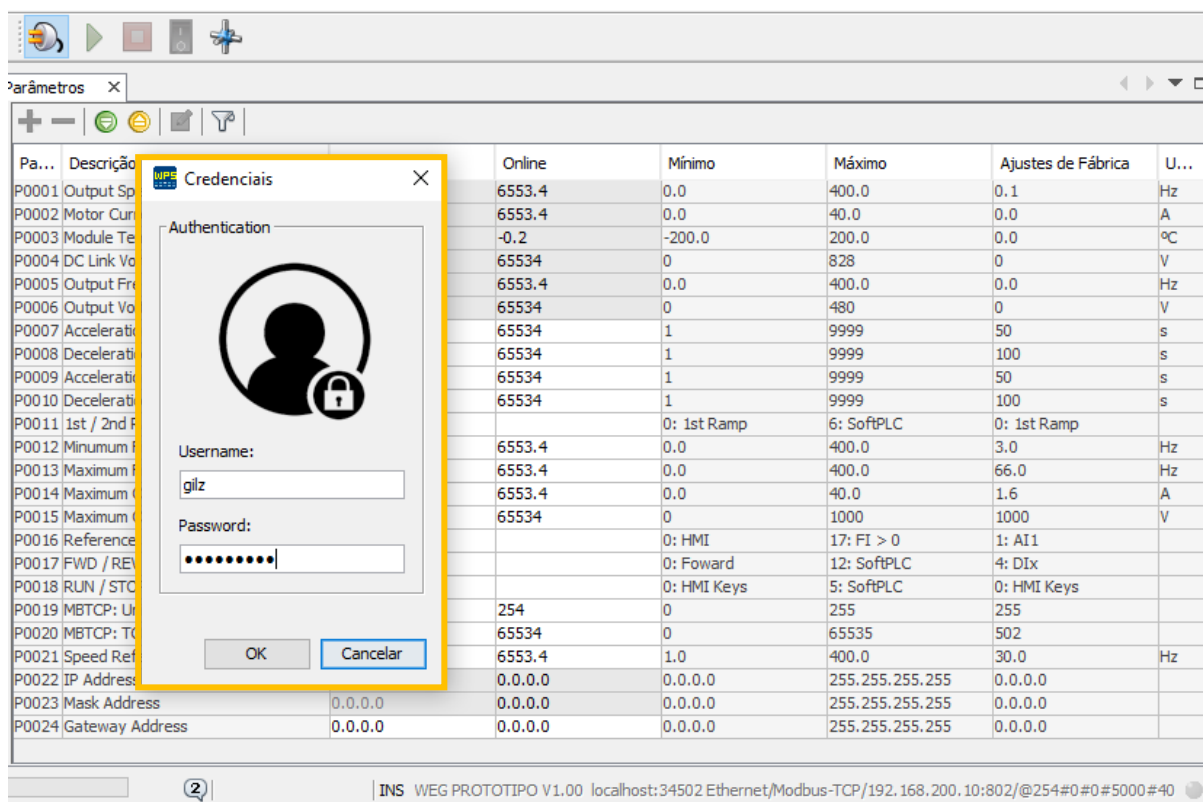 Parâmetros
Pa... Descrição Online Mínimo Máximo Ajustes de Fábrica U...
WPS Credenciais
Authentication
Username:
gilz
Password:
OK Cancelar
P0001 Output Sp 6553.4 0.0 400.0 0.1 Hz
P0002 Motor Curr 6553.4 0.0 40.0 0.0 A
P0003 Module Te -0.2 -200.0 200.0 0.0 ºC
P0004 DC Link Vo 65534 0 828 0 V
P0005 Output Fre 6553.4 0.0 400.0 0.0 Hz
P0006 Output Vo 65534 0 480 0 V
P0007 Acceleratio 65534 1 9999 50 s
P0008 Decelerati 65534 1 9999 100 s
P0009 Acceleratio 65534 1 9999 50 s
P0010 Decelerati 65534 1 9999 100 s
P0011 1st / 2nd R 0: 1st Ramp 6: SoftPLC 0: 1st Ramp
P0012 Minumum F 6553.4 0.0 400.0 3.0 Hz
P0013 Maximum F 6553.4 0.0 400.0 66.0 Hz
P0014 Maximum 6553.4 0.0 40.0 1.6 A
P0015 Maximum 65534 0 1000 1000 V
P0016 Reference 0: HMI 17: FI > 0 1: AI1
P0017 FWD / REV 0: Foward 12: SoftPLC 4: DIx
P0018 RUN / STO 0: HMI Keys 5: SoftPLC 0: HMI Keys
P0019 MBTCP: Un 254 0 255 255
P0020 MBTCP: TC 65534 0 65535 502
P0021 Speed Ref 6553.4 1.0 400.0 30.0 Hz
P0022 IP Address 0.0.0.0 0.0.0.0 255.255.255.255 0.0.0.0
P0023 Mask Address 0.0.0.0 0.0.0.0 0.0.0.0 255.255.255.255 0.0.0.0
P0024 Gateway Address 0.0.0.0 0.0.0.0 0.0.0.0 255.255.255.255 0.0.0.0
2 INS WEG PROTOTIPO V1.00 localhost:34502 Ethernet/Modbus-TCP/192.168.200.10:802/@254#0#0#5000#40